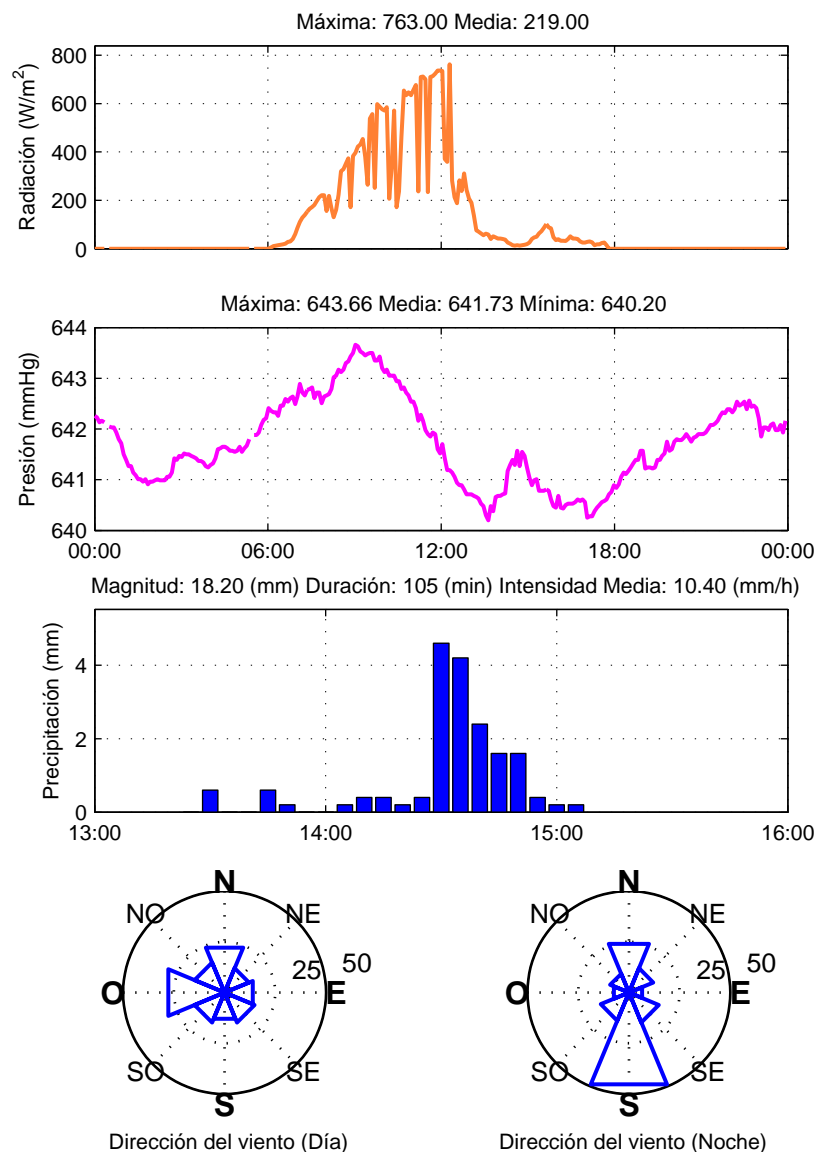 Máxima: 763.00 Media: 219.00
Radiación (W/m²)
800
600
400
200
0
Máxima: 643.66 Media: 641.73 Mínima: 640.20
Presión (mmHg)
644
643
642
641
640
00:00 06:00 12:00 18:00 00:00
Magnitud: 18.20 (mm) Duración: 105 (min) Intensidad Media: 10.40 (mm/h)
Precipitación (mm)
4
2
0
13:00 14:00 15:00 16:00
N
NO NE
25 50
O E
SO SE
S
Dirección del viento (Día)
N
NO NE
25 50
O E
SO SE
S
Dirección del viento (Noche)